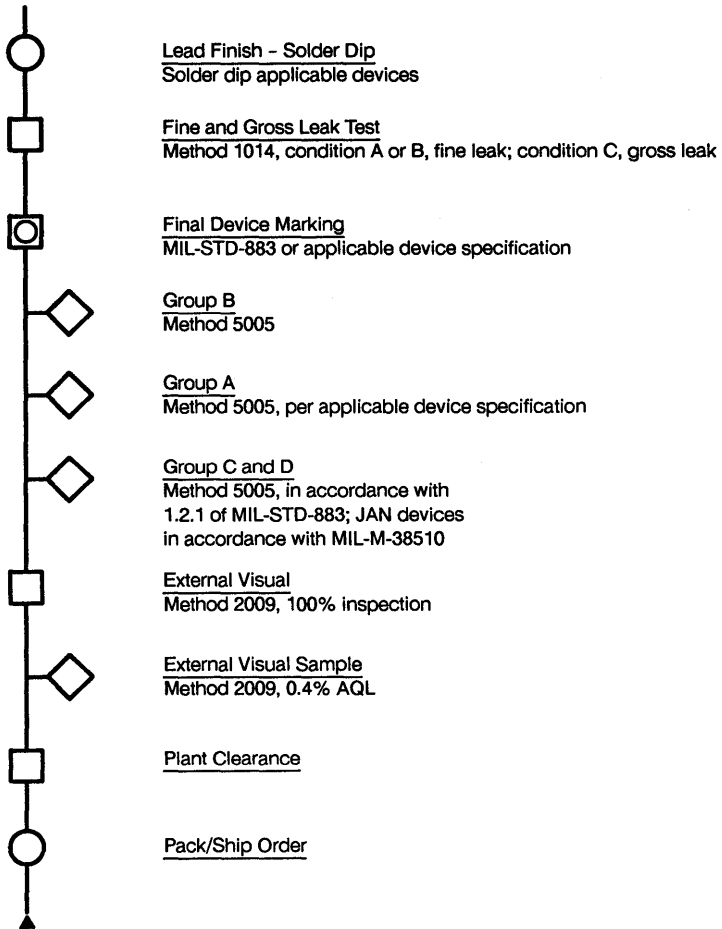 Lead Finish – Solder Dip
Solder dip applicable devices
Fine and Gross Leak Test
Method 1014, condition A or B, fine leak; condition C, gross leak
Final Device Marking
MIL-STD-883 or applicable device specification
Group B
Method 5005
Group A
Method 5005, per applicable device specification
Group C and D
Method 5005, in accordance with
1.2.1 of MIL-STD-883; JAN devices
in accordance with MIL-M-38510
External Visual
Method 2009, 100% inspection
External Visual Sample
Method 2009, 0.4% AQL
Plant Clearance
Pack/Ship Order